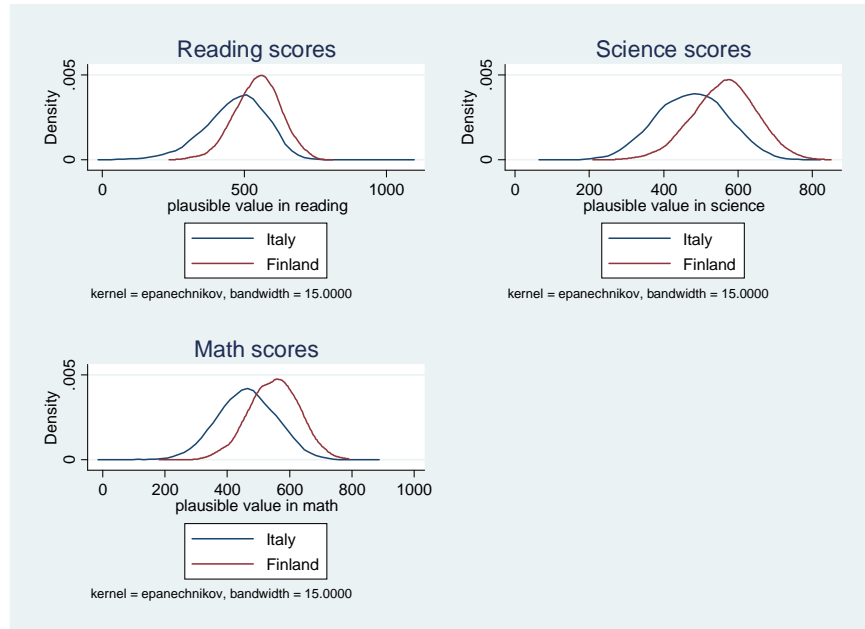 Reading scores
.005
0
Density
0 500 1000
plausible value in reading
Italy
Finland
kernel = epanechnikov, bandwidth = 15.0000
Science scores
.005
0
Density
0 200 400 600 800
plausible value in science
Italy
Finland
kernel = epanechnikov, bandwidth = 15.0000
Math scores
.005
0
Density
0 200 400 600 800 1000
plausible value in math
Italy
Finland
kernel = epanechnikov, bandwidth = 15.0000